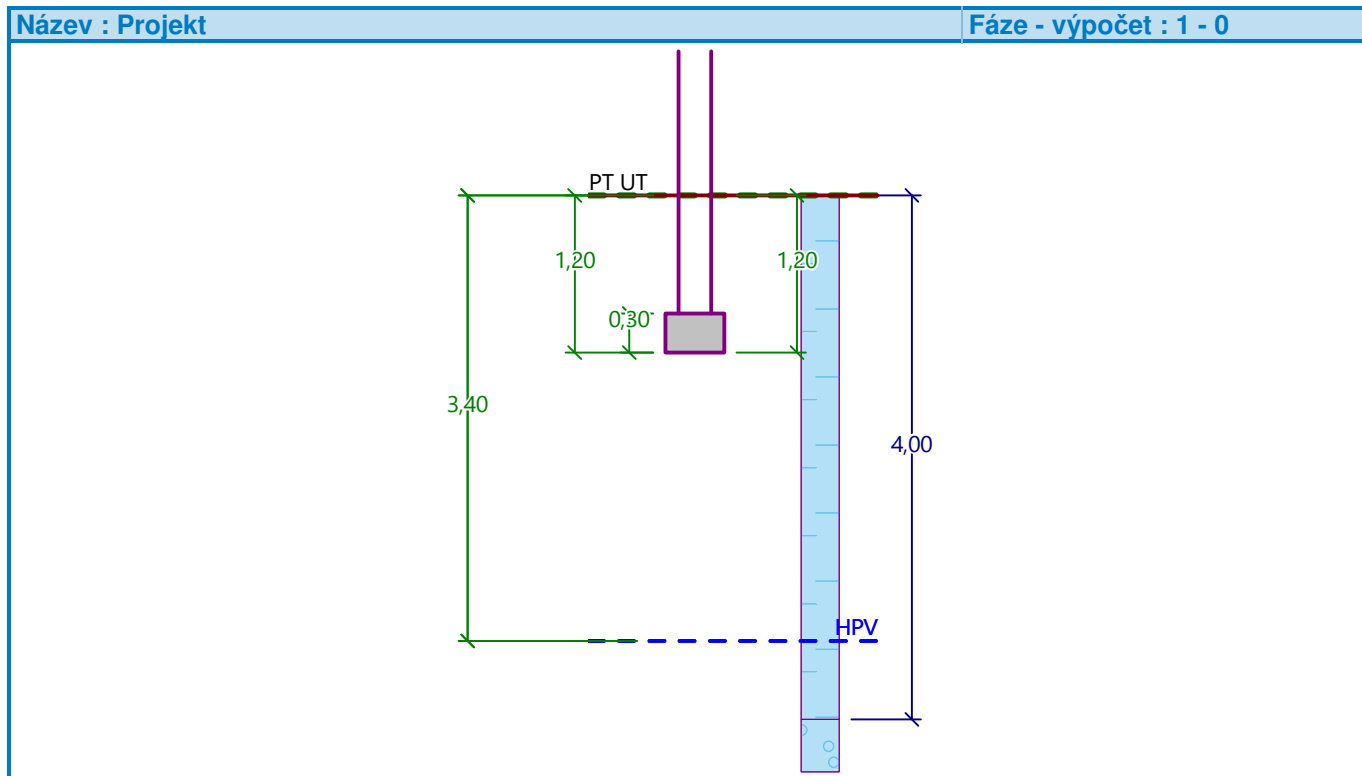 Název : Projekt
Fáze - výpočet : 1 - 0
PT UT
1,20
1,20
0,30
3,40
4,00
HPV